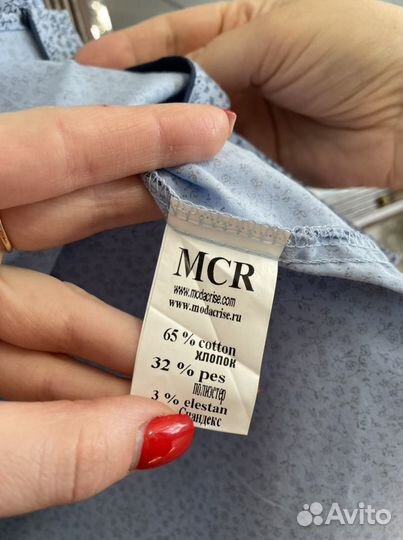 MCR
www.modacrise.com
www.modacrise.ru
65 % cotton
хлопок
32 % pes
полиэстер
3 % elestan
Спандекс
Avito